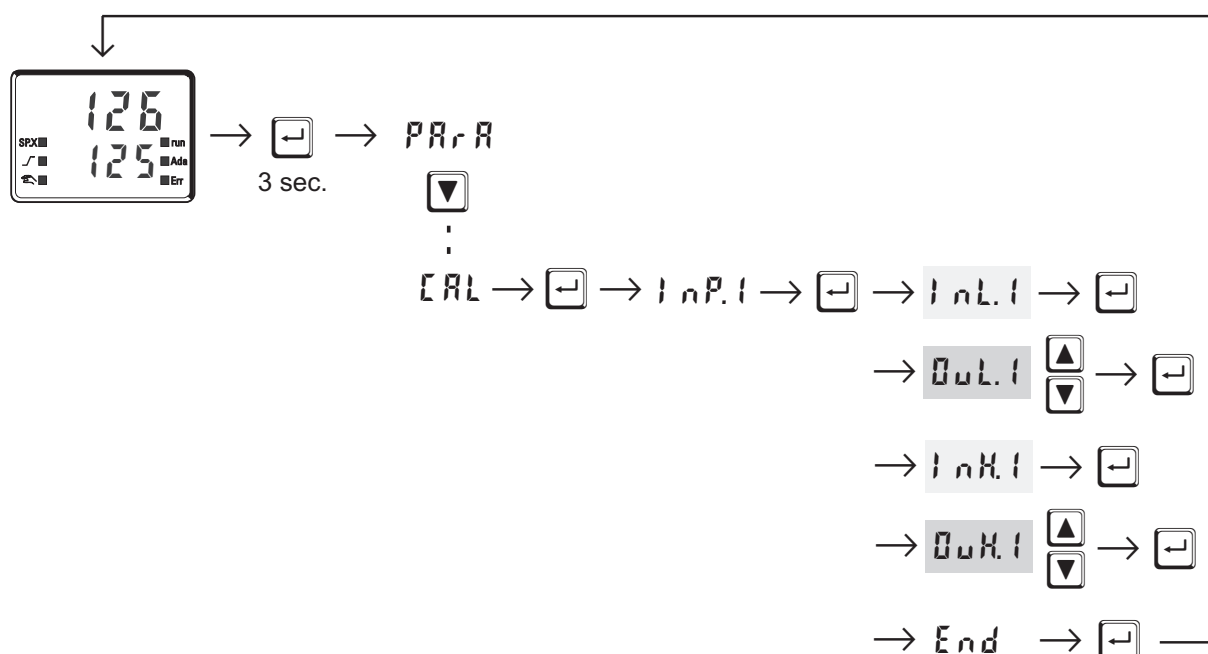 126
SP.X run
125 Ada
Err
3 sec.
PArA
CAL
InP.1
InL.1
OuL.1
InH.1
OuH.1
End